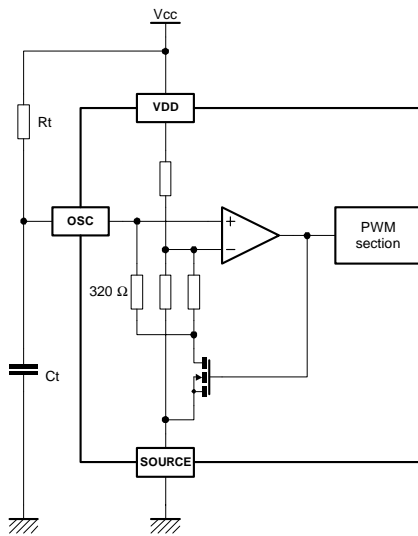 Vcc
VDD
Rt
OSC
+
−
PWM
section
320 Ω
Ct
SOURCE